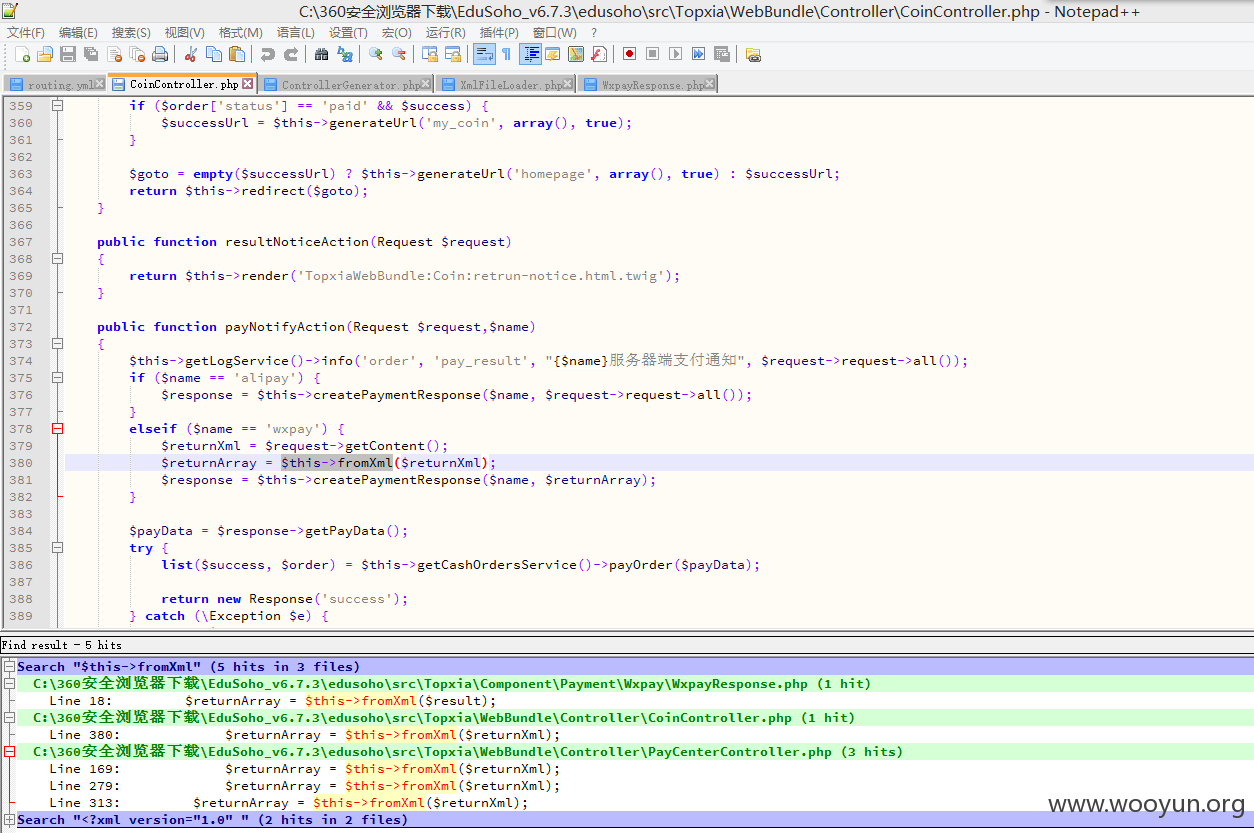 C:\360安全浏览器下载\EduSoho_v6.7.3\edusoho\src\Topxia\WebBundle\Controller\CoinController.php - Notepad++
文件(F) 编辑(E) 搜索(S) 视图(V) 格式(M) 语言(L) 设置(T) 宏(O) 运行(R) 插件(P) 窗口(W) ?
routing.yml CoinController.php ControllerGenerator.php XmlFileLoader.php WxpayResponse.php
359 if ($order['status'] == 'paid' && $success) {
360 $successUrl = $this->generateUrl('my_coin', array(), true);
361 }
362
363 $goto = empty($successUrl) ? $this->generateUrl('homepage', array(), true) : $successUrl;
364 return $this->redirect($goto);
365 }
366
367 public function resultNoticeAction(Request $request)
368 {
369 return $this->render('TopxiaWebBundle:Coin:retrun-notice.html.twig');
370 }
371
372 public function payNotifyAction(Request $request,$name)
373 {
374 $this->getLogService()->info('order', 'pay_result', "{$name}服务器端支付通知", $request->request->all());
375 if ($name == 'alipay') {
376 $response = $this->createPaymentResponse($name, $request->request->all());
377 }
378 elseif ($name == 'wxpay') {
379 $returnXml = $request->getContent();
380 $returnArray = $this->fromXml($returnXml);
381 $response = $this->createPaymentResponse($name, $returnArray);
382 }
383
384 $payData = $response->getPayData();
385 try {
386 list($success, $order) = $this->getCashOrdersService()->payOrder($payData);
387
388 return new Response('success');
389 } catch (\Exception $e) {
Find result - 5 hits
Search "$this->fromXml" (5 hits in 3 files)
C:\360安全浏览器下载\EduSoho_v6.7.3\edusoho\src\Topxia\Component\Payment\Wxpay\WxpayResponse.php (1 hit)
Line 18: $returnArray = $this->fromXml($result);
C:\360安全浏览器下载\EduSoho_v6.7.3\edusoho\src\Topxia\WebBundle\Controller\CoinController.php (1 hit)
Line 380: $returnArray = $this->fromXml($returnXml);
C:\360安全浏览器下载\EduSoho_v6.7.3\edusoho\src\Topxia\WebBundle\Controller\PayCenterController.php (3 hits)
Line 169: $returnArray = $this->fromXml($returnXml);
Line 279: $returnArray = $this->fromXml($returnXml);
Line 313: $returnArray = $this->fromXml($returnXml);
Search "<?xml version="1.0" " (2 hits in 2 files)
www.wooyun.org